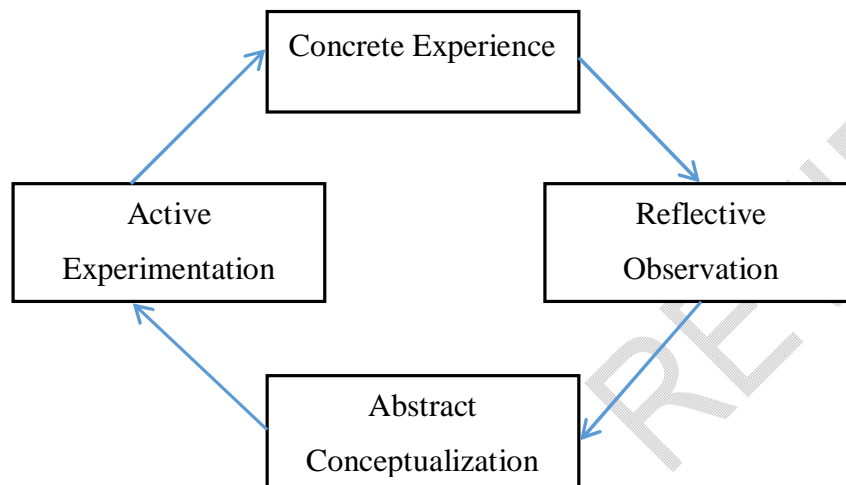 Concrete Experience
Active
Experimentation
Reflective
Observation
Abstract
Conceptualization